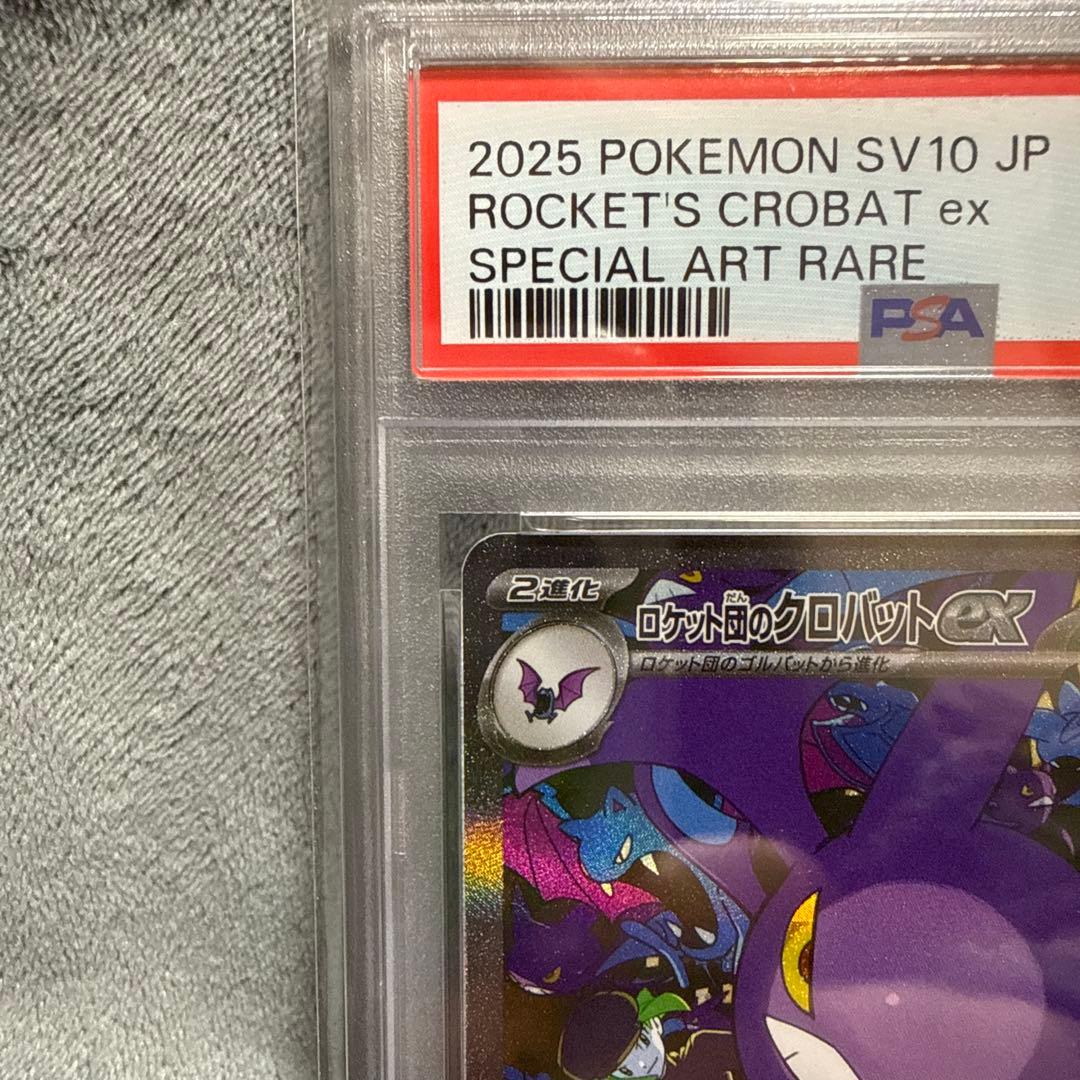 2025 POKEMON SV10 JP
ROCKET'S CROBAT ex
SPECIAL ART RARE
PSA
2進化
だん
ロケット団のクロバットex
ロケット団のゴルバットから進化